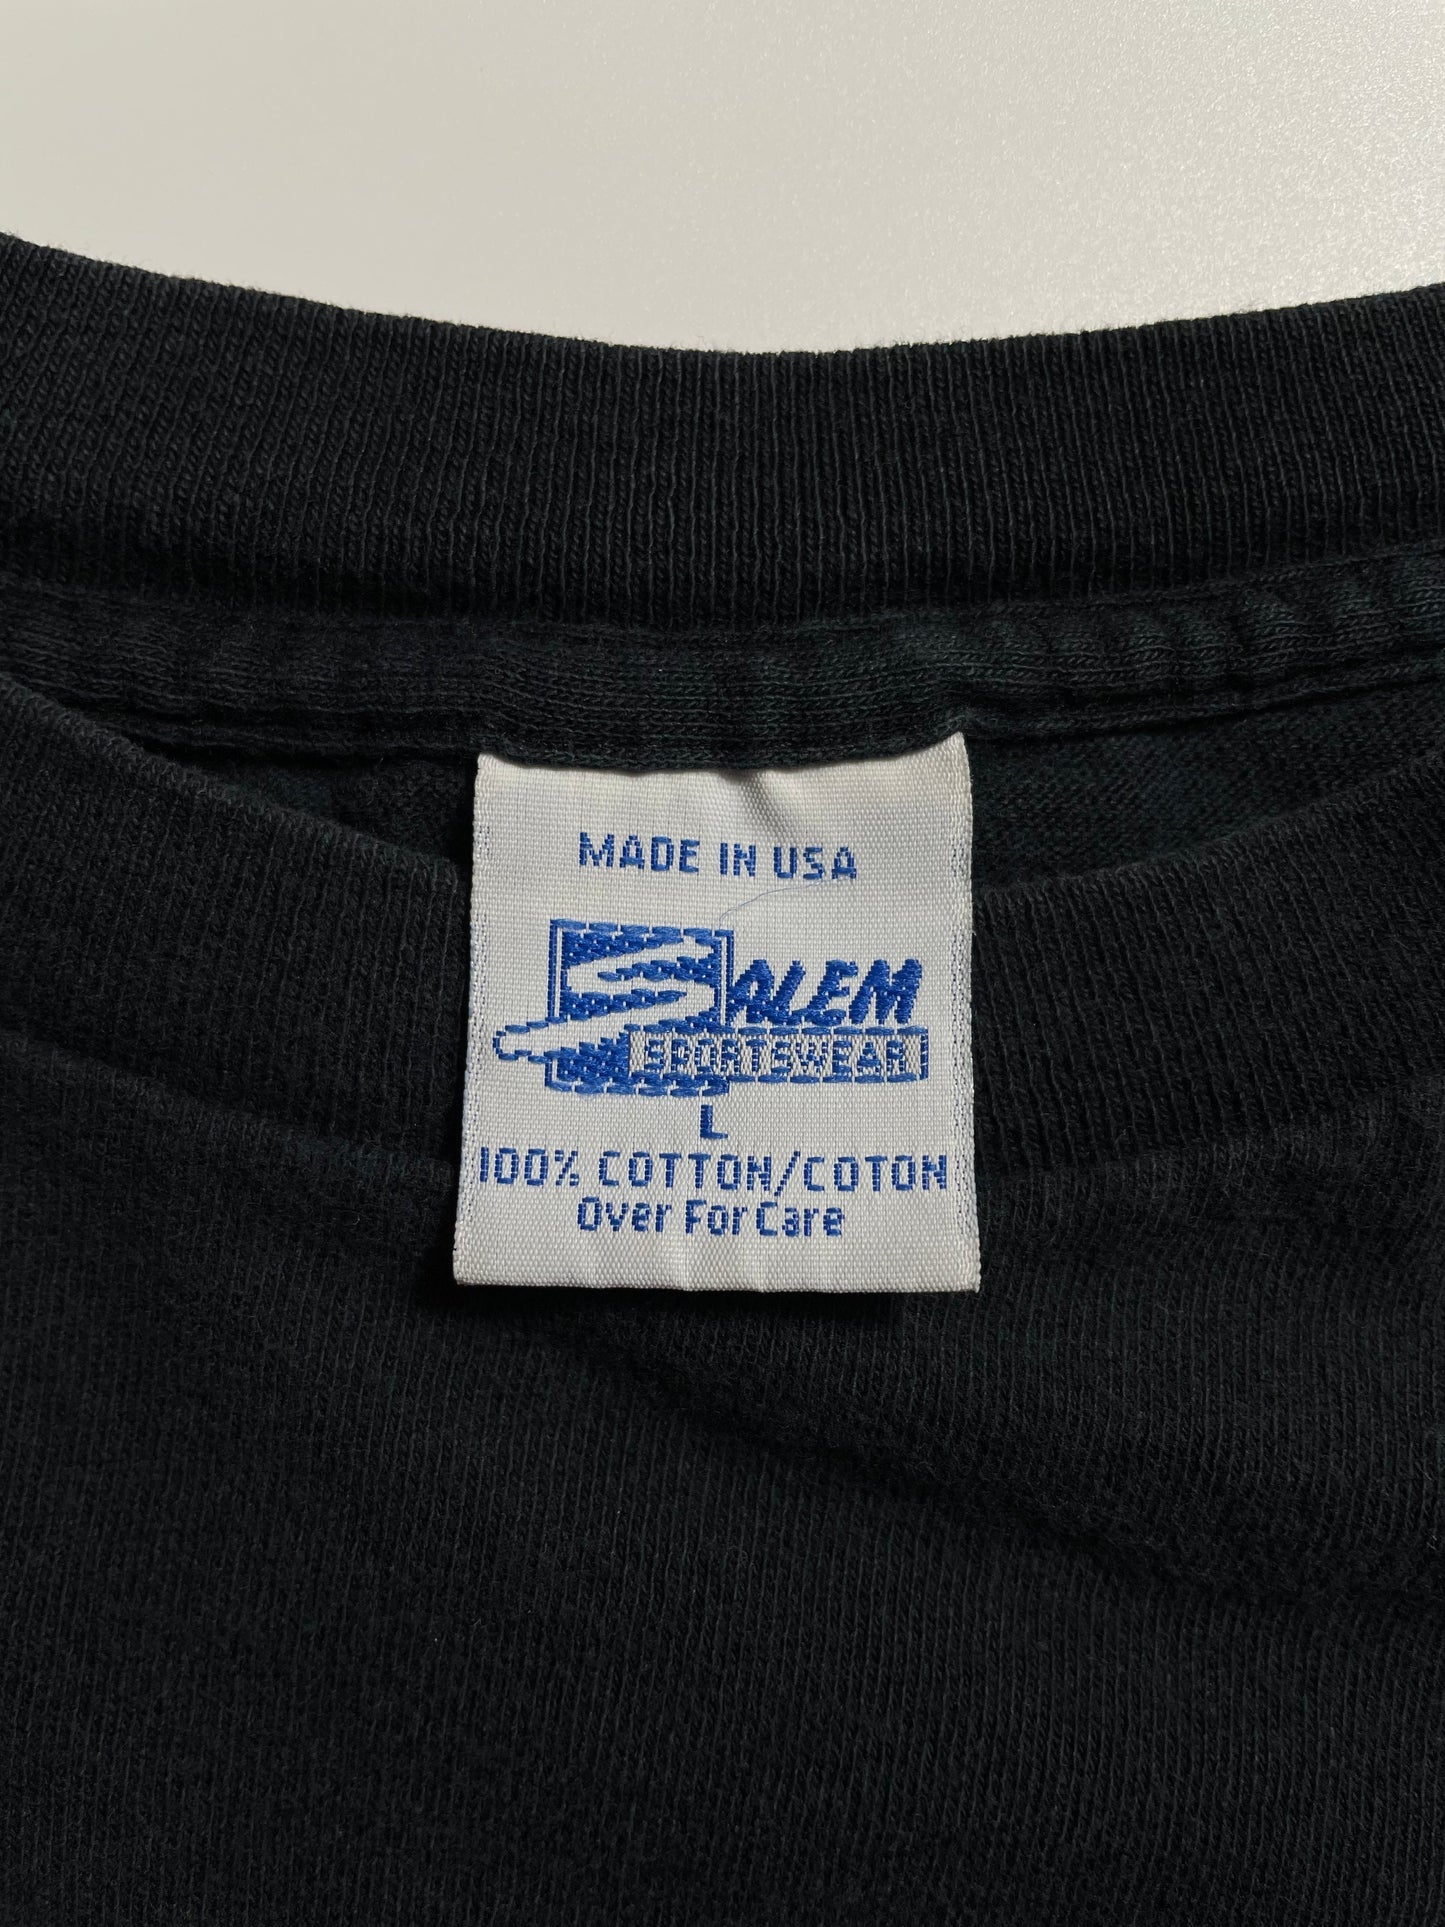 MADE IN USA
SALEM
SPORTSWEAR
L
100% COTTON/COTON
Over For Care